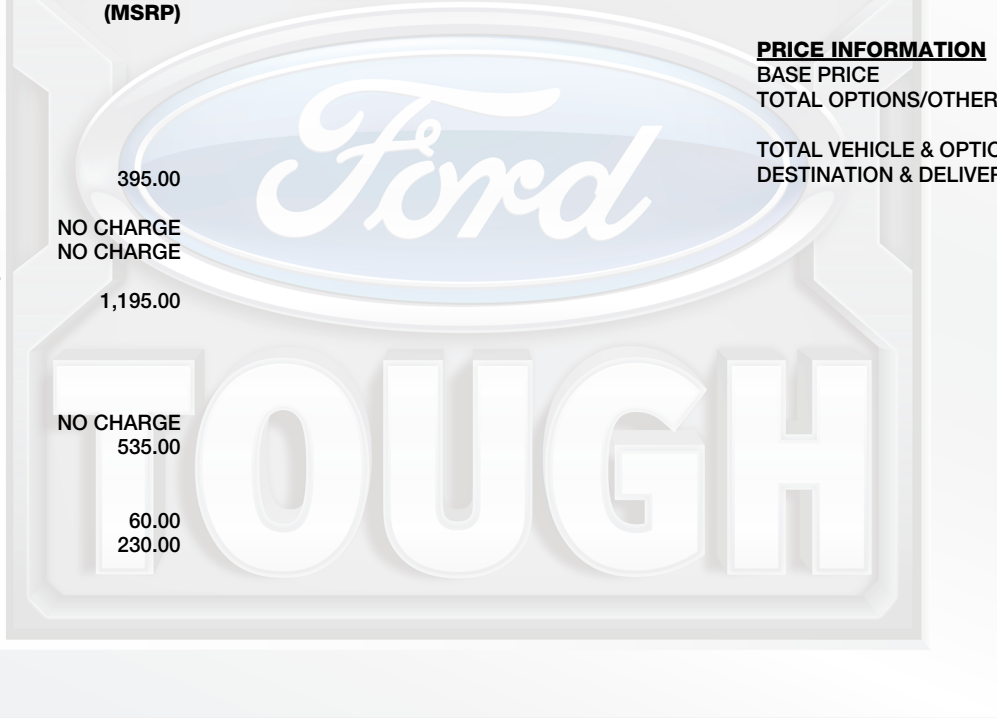 (MSRP)
395.00
NO CHARGE
NO CHARGE
1,195.00
NO CHARGE
535.00
60.00
230.00
PRICE INFORMATION
BASE PRICE
TOTAL OPTIONS/OTHER
TOTAL VEHICLE & OPTIO
DESTINATION & DELIVER
Ford
TOUGH